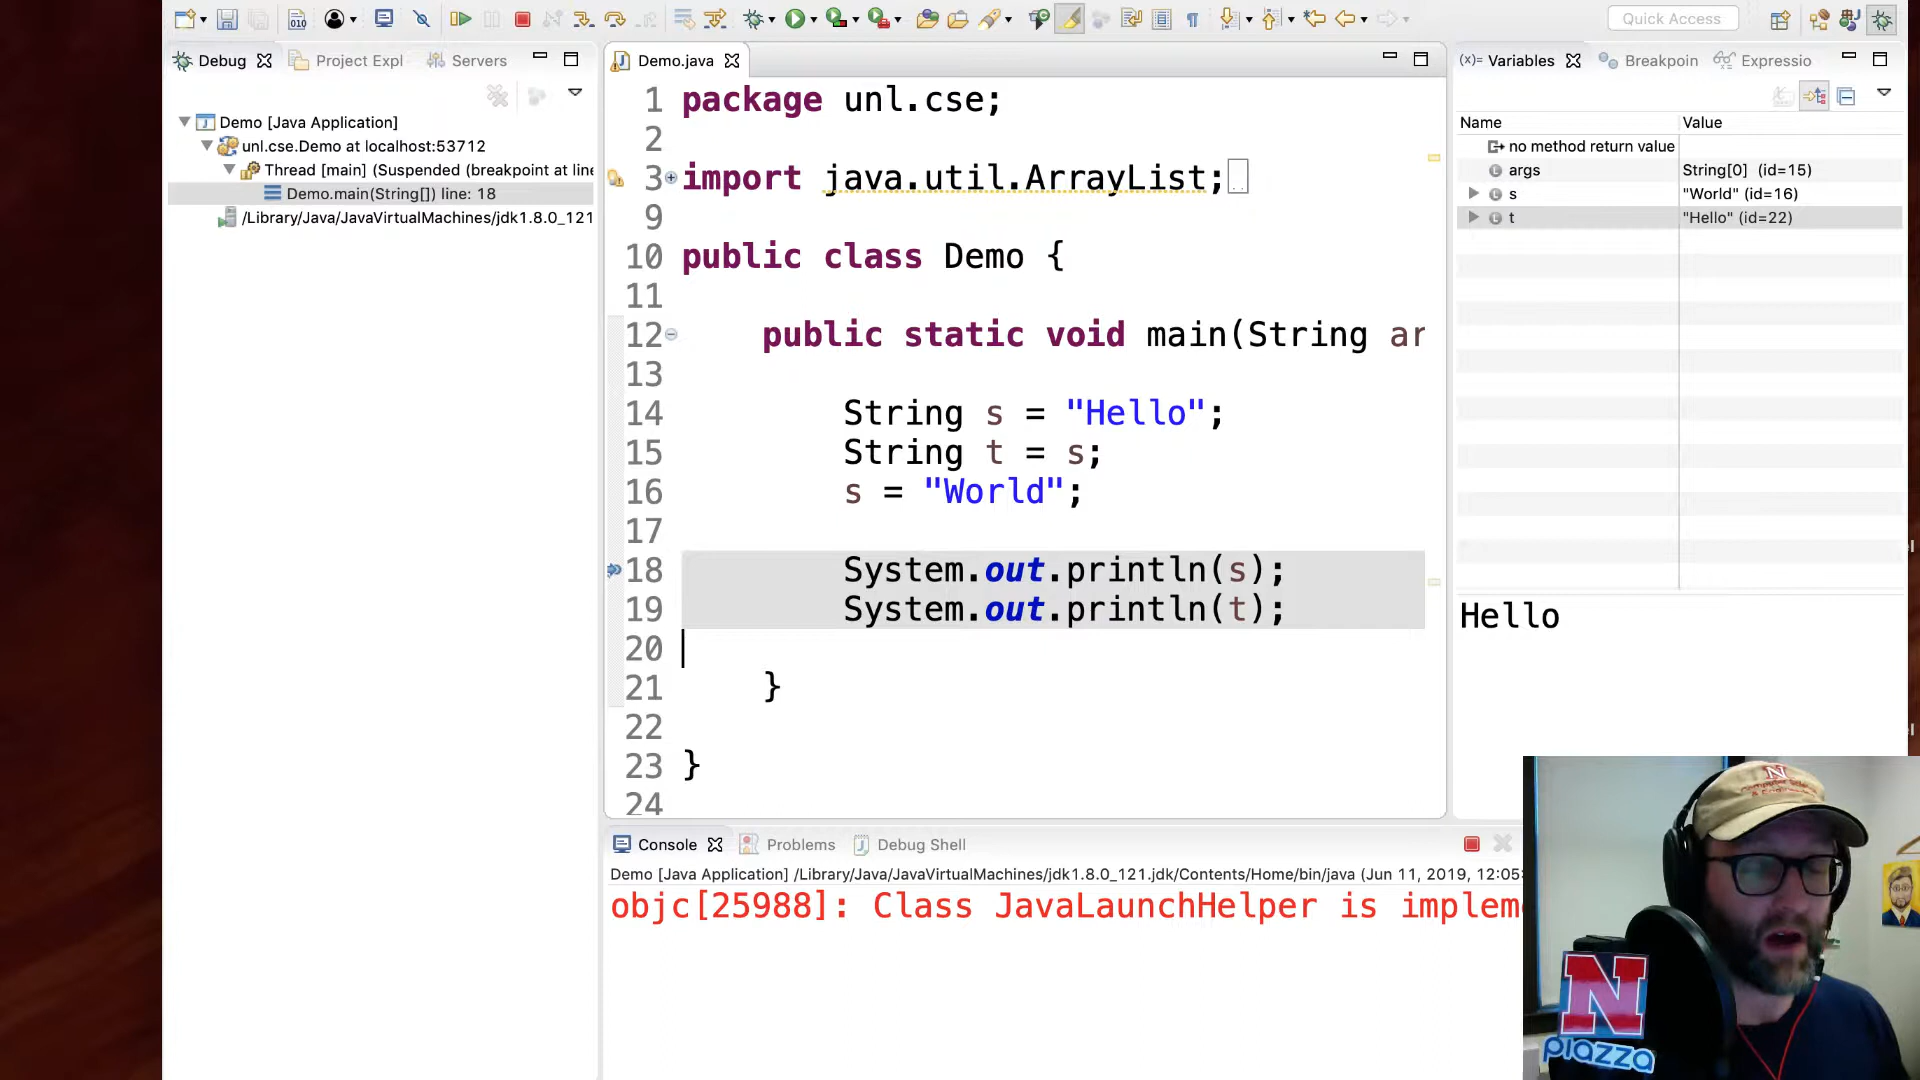 Quick Access
Debug
Project Expl
Servers
Demo [Java Application]
unl.cse.Demo at localhost:53712
Thread [main] (Suspended (breakpoint at line
Demo.main(String[]) line: 18
/Library/Java/JavaVirtualMachines/jdk1.8.0_121
Demo.java
1 package unl.cse;
2
3 import java.util.ArrayList;
9
10 public class Demo {
11
12 public static void main(String ar
13
14 String s = "Hello";
15 String t = s;
16 s = "World";
17
18 System.out.println(s);
19 System.out.println(t);
20
21 }
22
23 }
24
(x)= Variables
Breakpoin
Expressio
Name Value
no method return value
args String[0] (id=15)
s "World" (id=16)
t "Hello" (id=22)
Hello
Console
Problems
Debug Shell
Demo [Java Application] /Library/Java/JavaVirtualMachines/jdk1.8.0_121.jdk/Contents/Home/bin/java (Jun 11, 2019, 12:05:
objc[25988]: Class JavaLaunchHelper is implem
N
N
piazza